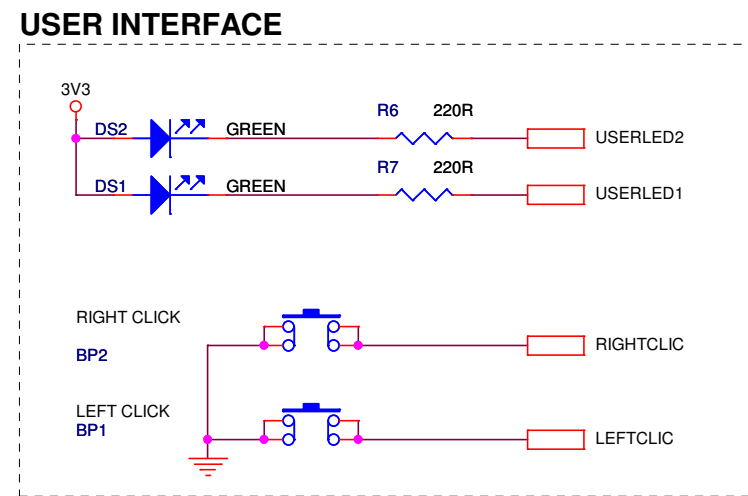 USER INTERFACE
3V3
DS2 GREEN R6 220R USERLED2
DS1 GREEN R7 220R USERLED1
RIGHT CLICK
BP2
RIGHTCLIC
LEFT CLICK
BP1
LEFTCLIC